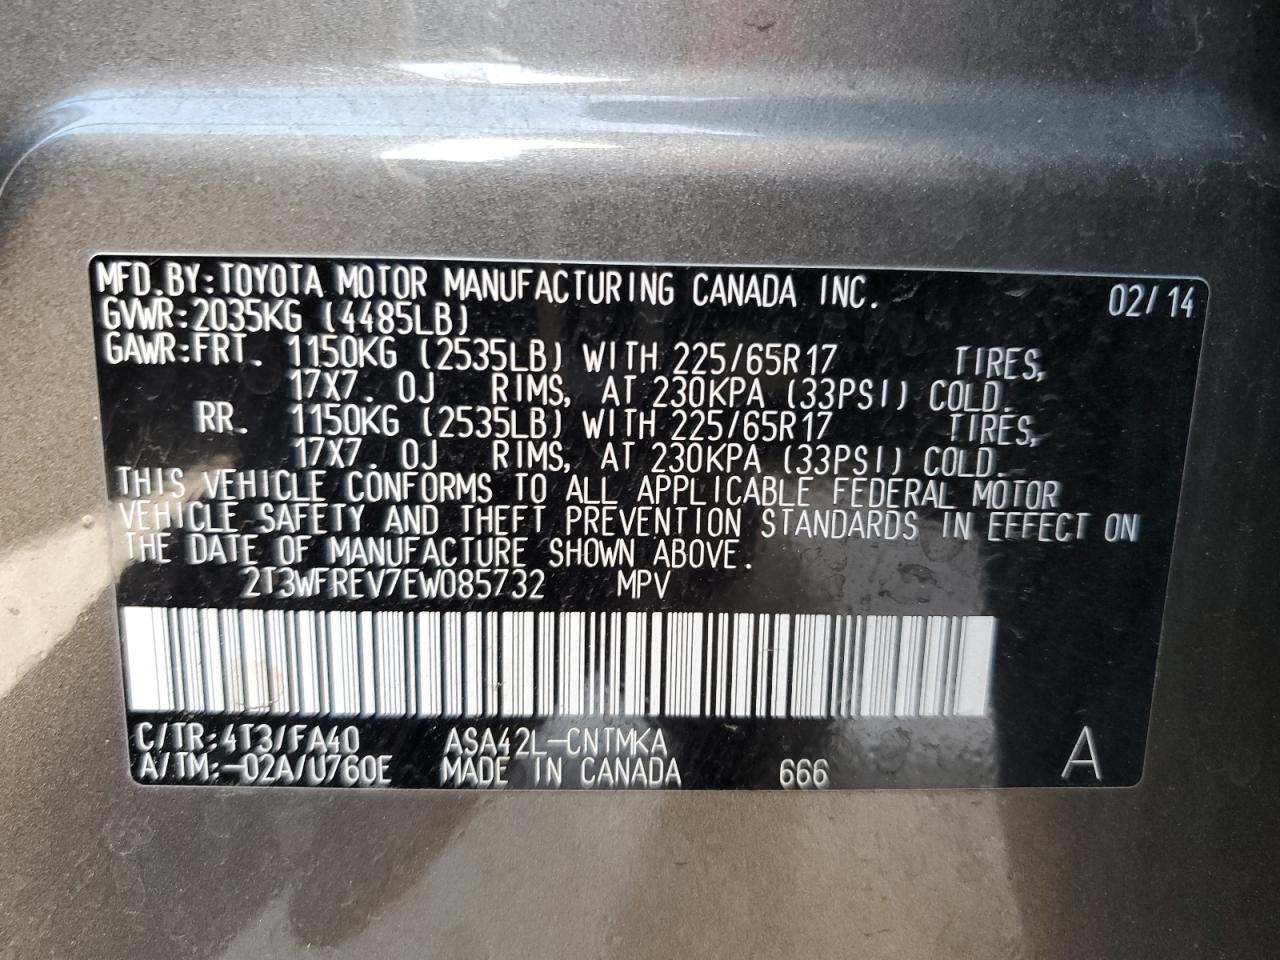 MFD.BY:TOYOTA MOTOR MANUFACTURING CANADA INC. 02/14
GVWR:2035KG (4485LB)
GAWR:FRT. 1150KG (2535LB) WITH 225/65R17 TIRES,
17X7.0J RIMS, AT 230KPA (33PSI) COLD.
RR. 1150KG (2535LB) WITH 225/65R17 TIRES,
17X7.0J RIMS, AT 230KPA (33PSI) COLD.
THIS VEHICLE CONFORMS TO ALL APPLICABLE FEDERAL MOTOR
VEHICLE SAFETY AND THEFT PREVENTION STANDARDS IN EFFECT ON
THE DATE OF MANUFACTURE SHOWN ABOVE.
2T3WFREV7EW085732 MPV
C/TR:4T3/FA40 ASA42L-CNTMKA A
A/TM:-02A/U760E MADE IN CANADA 666